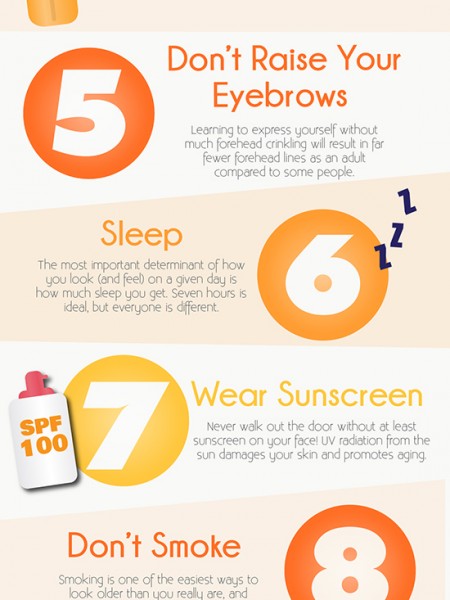 5
Don't Raise Your
Eyebrows
Learning to express yourself without
much forehead crinkling will result in far
fewer forehead lines as an adult
compared to some people.
Sleep
6
z
z
z
The most important determinant of how
you look (and feel) on a given day is
how much sleep you get. Seven hours is
ideal, but everyone is different.
SPF
100
7
Wear Sunscreen
Never walk out the door without at least
sunscreen on your face! UV radiation from the
sun damages your skin and promotes aging.
Don't Smoke
8
Smoking is one of the easiest ways to
look older than you really are, and